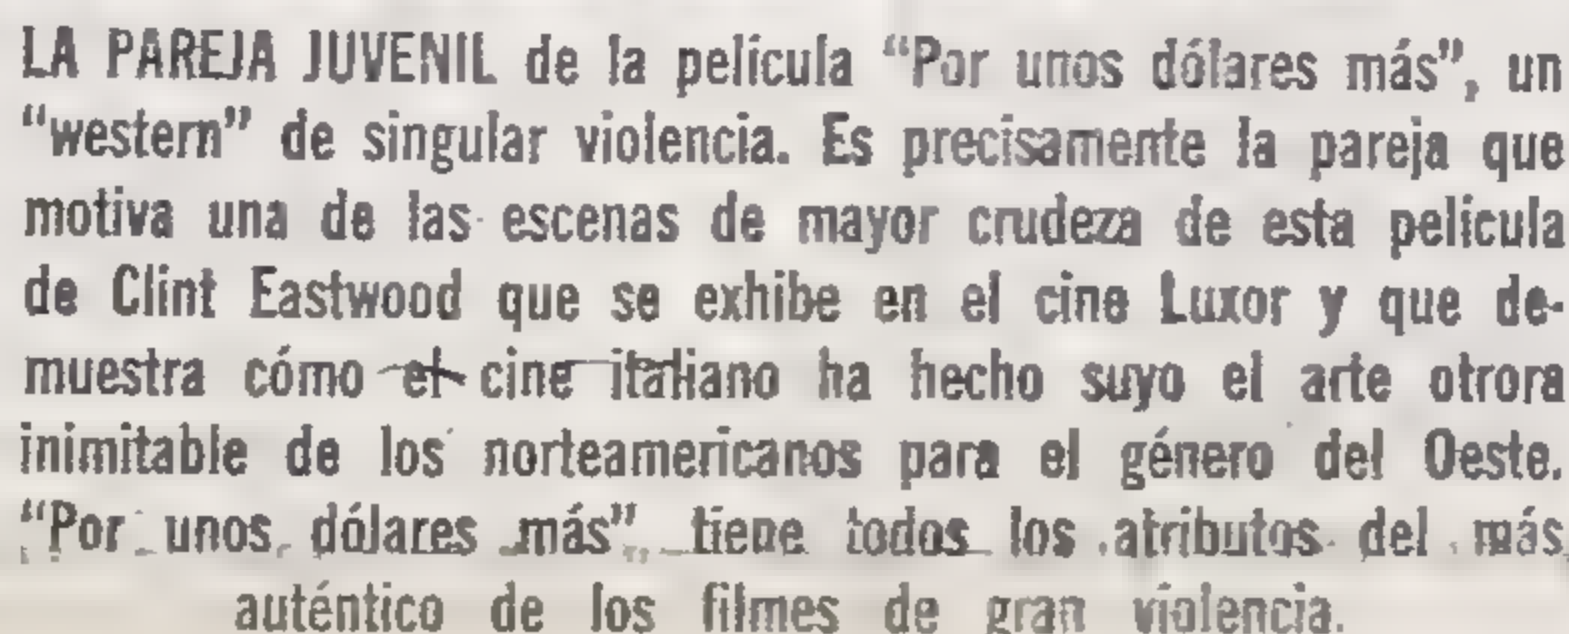 LA PAREJA JUVENIL de la película “Por unos dólares más”, un
“western” de singular violencia. Es precisamente la pareja que
motiva una de las escenas de mayor crudeza de esta película
de Clint Eastwood que se exhibe en el cine Luxor y que de-
muestra cómo el cine italiano ha hecho suyo el arte otrora
inimitable de los norteamericanos para el género del Oeste.
“Por unos dólares más”, tiene todos los atributos del más
auténtico de los filmes de gran violencia.